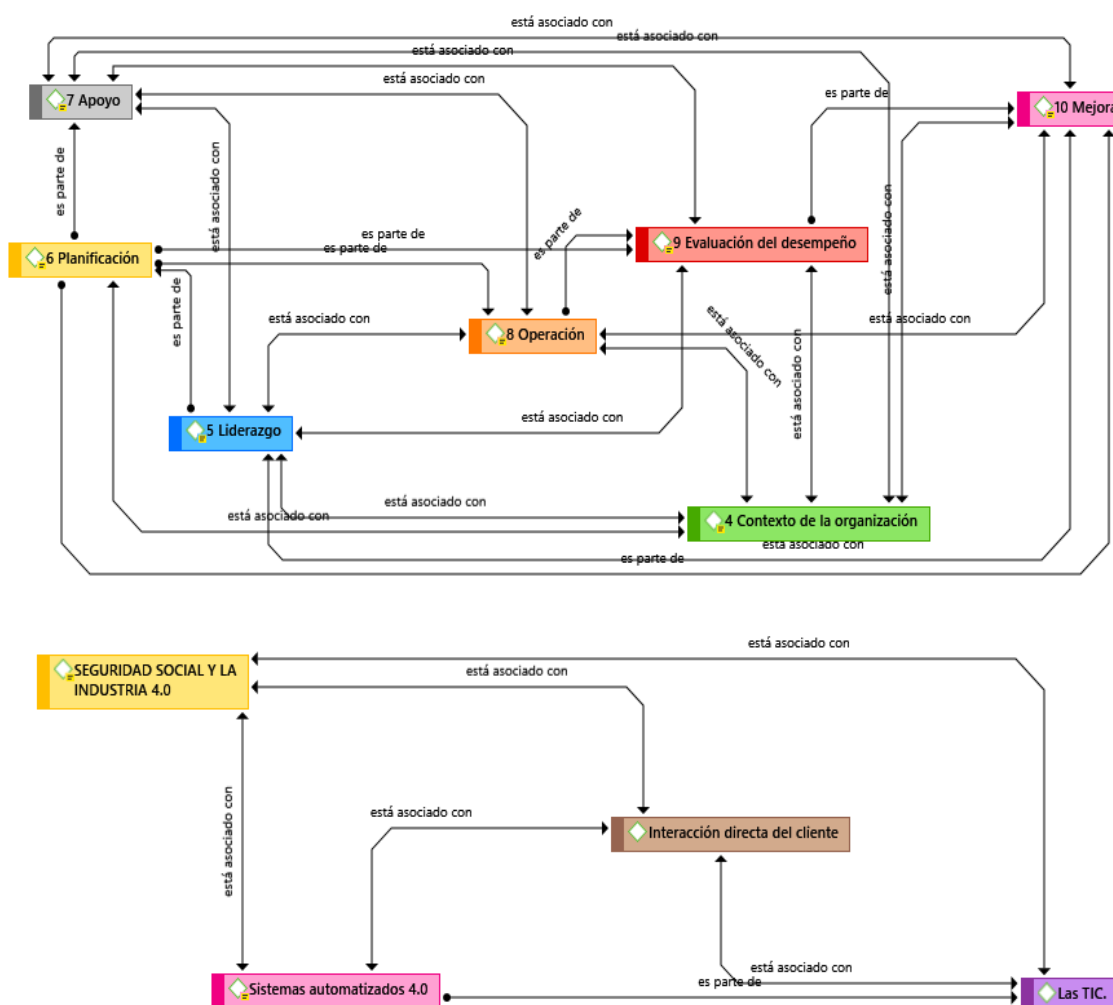 está asociado con
está asociado con
está asociado con
está asociado con
7 Apoyo
es parte de
10 Mejora
es parte de
está asociado con
es parte de
es parte de
es parte de
9 Evaluación del desempeño
está asociado con
6 Planificación
es parte de
está asociado con
8 Operación
está asociado con
está asociado con
está asociado con
5 Liderazgo
está asociado con
está asociado con
está asociado con
4 Contexto de la organización
está asociado con
es parte de
SEGURIDAD SOCIAL Y LA
INDUSTRIA 4.0
está asociado con
está asociado con
está asociado con
está asociado con
Interacción directa del cliente
está asociado con
es parte de
Sistemas automatizados 4.0
Las TIC.